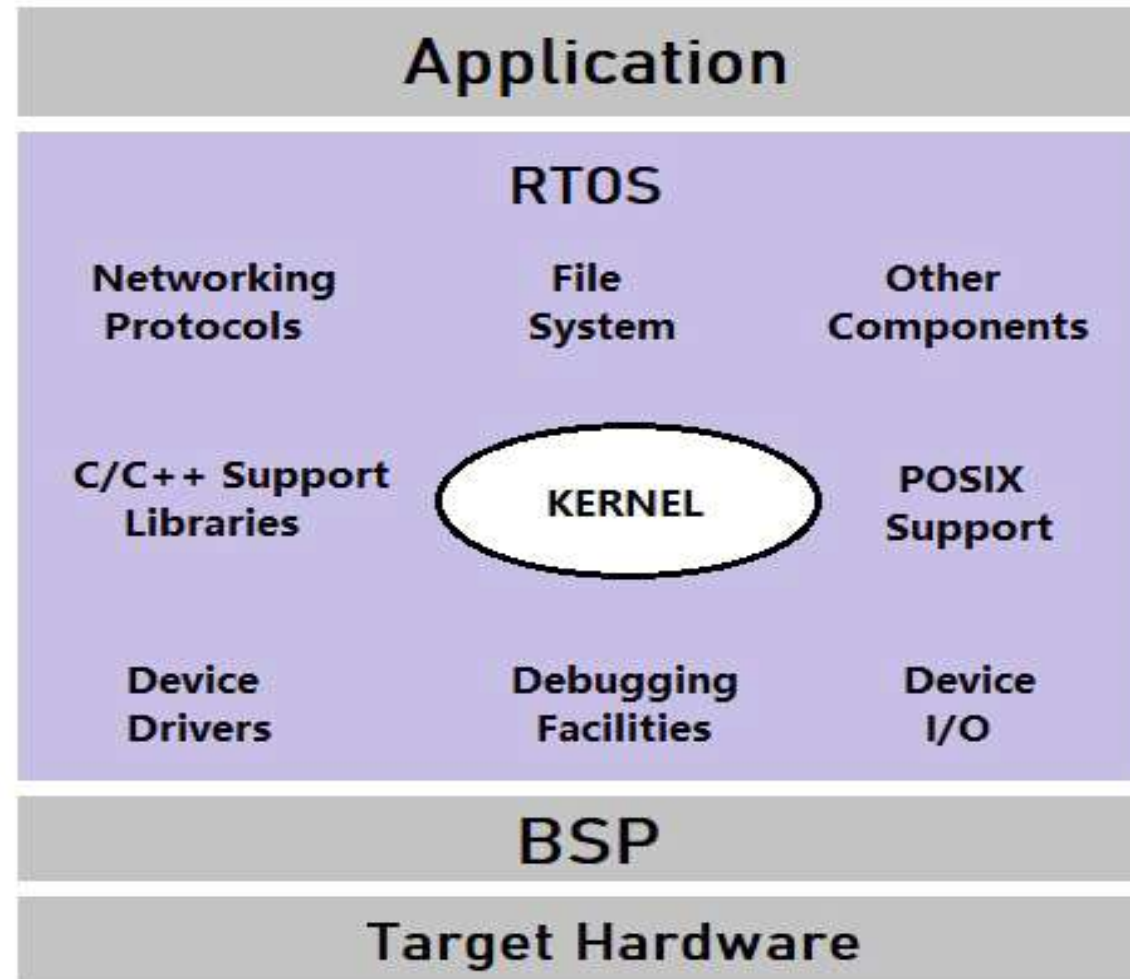 Application
RTOS
Networking
Protocols
File
System
Other
Components
C/C++ Support
Libraries
KERNEL
POSIX
Support
Device
Drivers
Debugging
Facilities
Device
I/O
BSP
Target Hardware